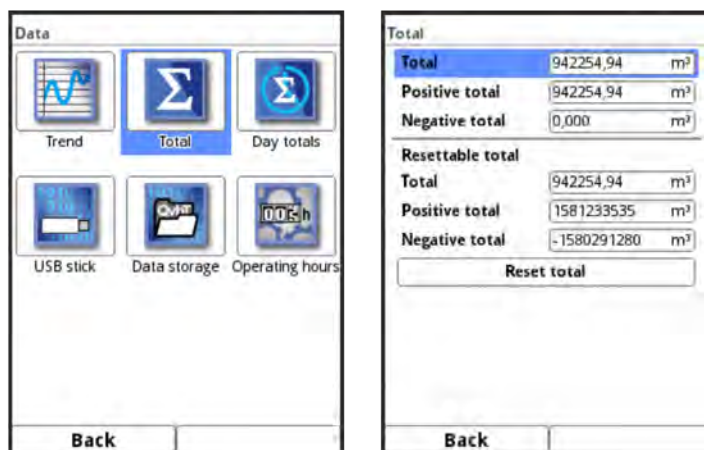 Data
Trend
Total
Day totals
USB stick
Data storage
Operating hours
Back
Total
Total 942254,94 m³
Positive total 942254,94 m³
Negative total 0,000 m³
Resettable total
Total 942254,94 m³
Positive total 1581233535 m³
Negative total -1580291280 m³
Reset total
Back